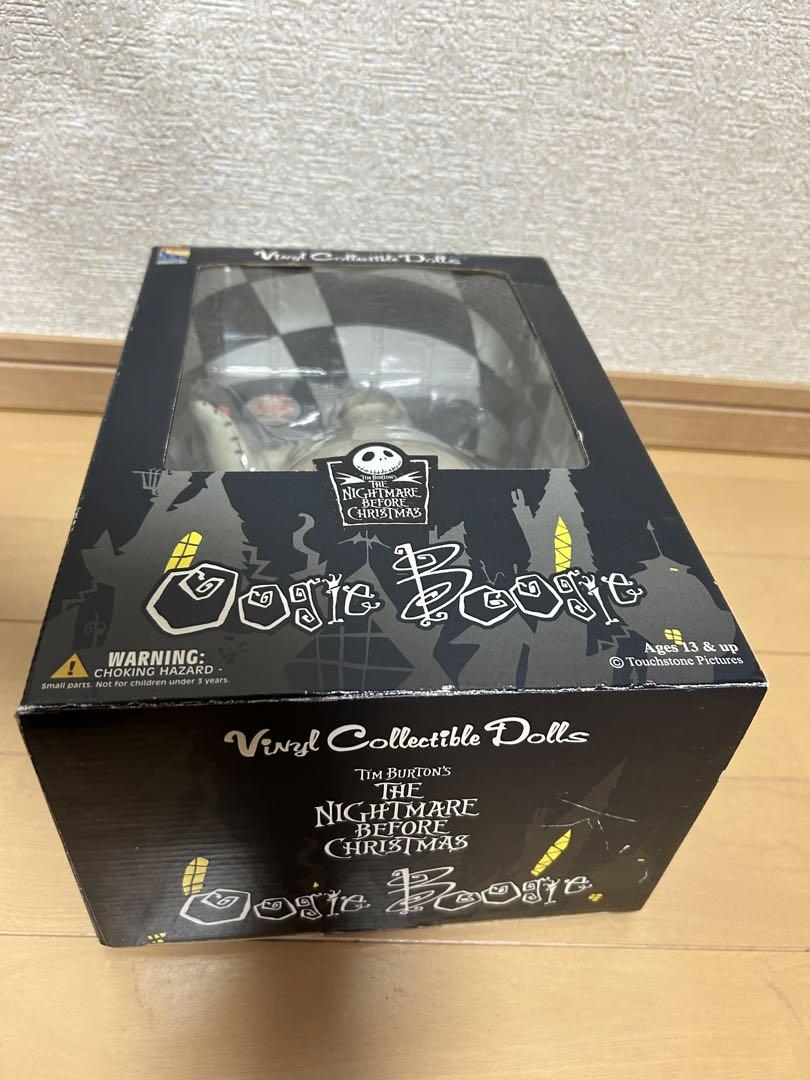 Vinyl Collectible Dolls
TIM BURTON'S
THE
NIGHTMARE
BEFORE
CHRISTMAS
Oogie Boogie
WARNING:
CHOKING HAZARD -
Small parts. Not for children under 3 years.
Ages 13 & up
© Touchstone Pictures
Vinyl Collectible Dolls
TIM BURTON'S
THE
NIGHTMARE
BEFORE
CHRISTMAS
Oogie Boogie